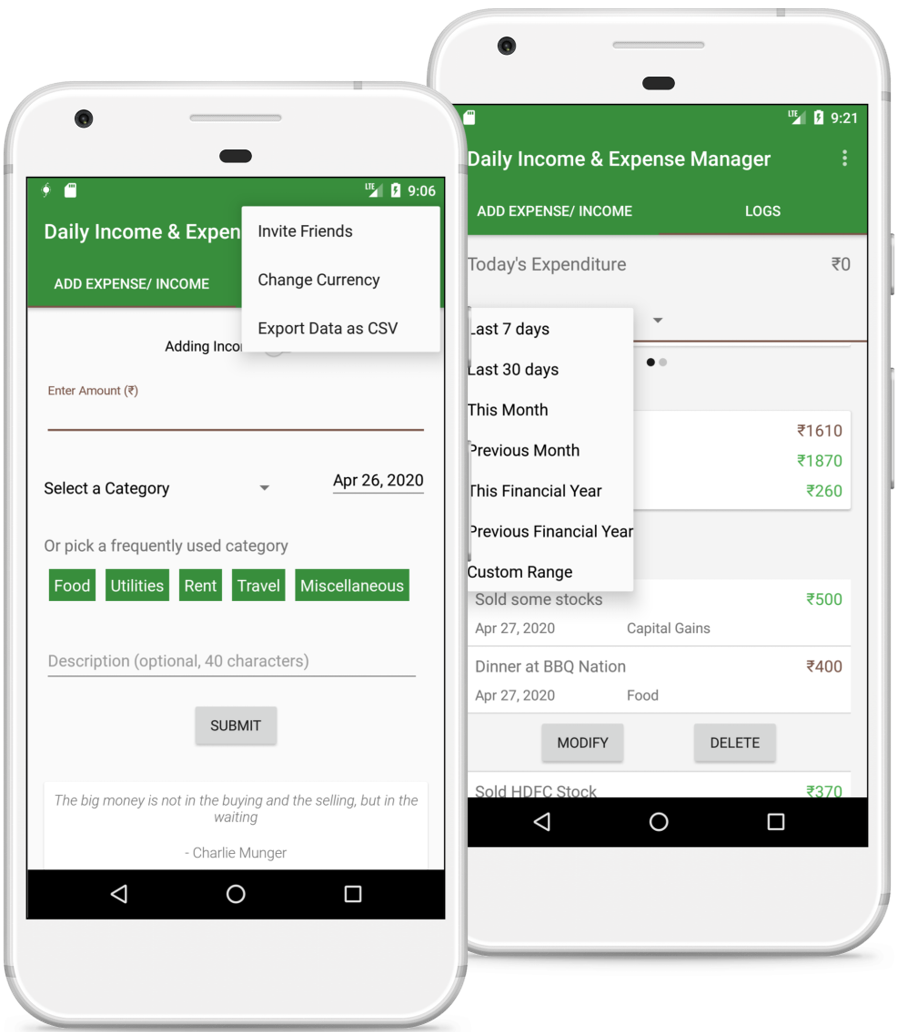 9:06
Daily Income & Expen
Invite Friends
Change Currency
Export Data as CSV
ADD EXPENSE/ INCOME
Adding Inco
Enter Amount (₹)
Select a Category
Apr 26, 2020
Or pick a frequently used category
Food Utilities Rent Travel Miscellaneous
Description (optional, 40 characters)
SUBMIT
The big money is not in the buying and the selling, but in the
waiting
- Charlie Munger
LTE 9:21
Daily Income & Expense Manager
ADD EXPENSE/ INCOME LOGS
Today's Expenditure ₹0
Last 7 days
Last 30 days
This Month
Previous Month
This Financial Year
Previous Financial Year
Custom Range
₹1610
₹1870
₹260
Sold some stocks ₹500
Apr 27, 2020 Capital Gains
Dinner at BBQ Nation ₹400
Apr 27, 2020 Food
MODIFY DELETE
Sold HDFC Stock ₹370